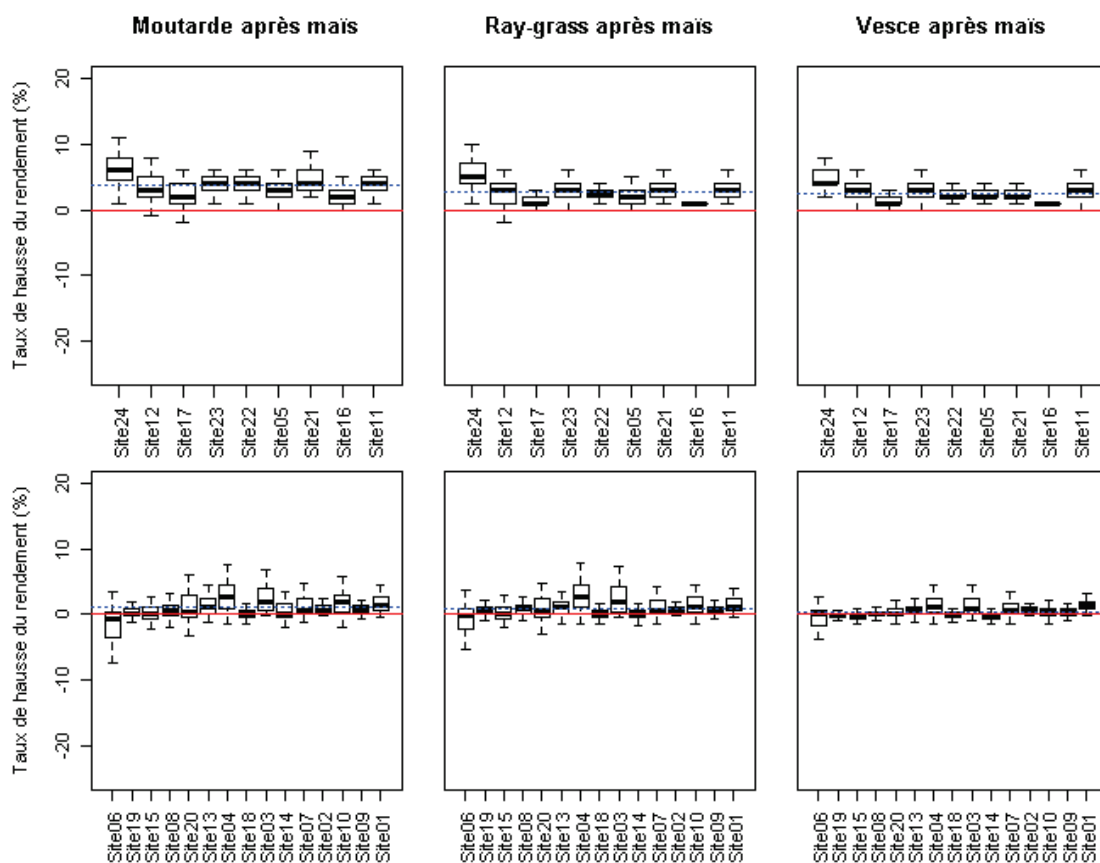 Moutarde après maïs
Ray-grass après maïs
Vesce après maïs
Taux de hausse du rendement (%)
20
10
0
-10
-20
Site24 Site12 Site17 Site23 Site22 Site05 Site21 Site16 Site11
Site24 Site12 Site17 Site23 Site22 Site05 Site21 Site16 Site11
Site24 Site12 Site17 Site23 Site22 Site05 Site21 Site16 Site11
Taux de hausse du rendement (%)
20
10
0
-10
-20
Site06 Site19 Site15 Site08 Site20 Site13 Site04 Site18 Site03 Site14 Site07 Site02 Site10 Site09 Site01
Site06 Site19 Site15 Site08 Site20 Site13 Site04 Site18 Site03 Site14 Site07 Site02 Site10 Site09 Site01
Site06 Site19 Site15 Site08 Site20 Site13 Site04 Site18 Site03 Site14 Site07 Site02 Site10 Site09 Site01